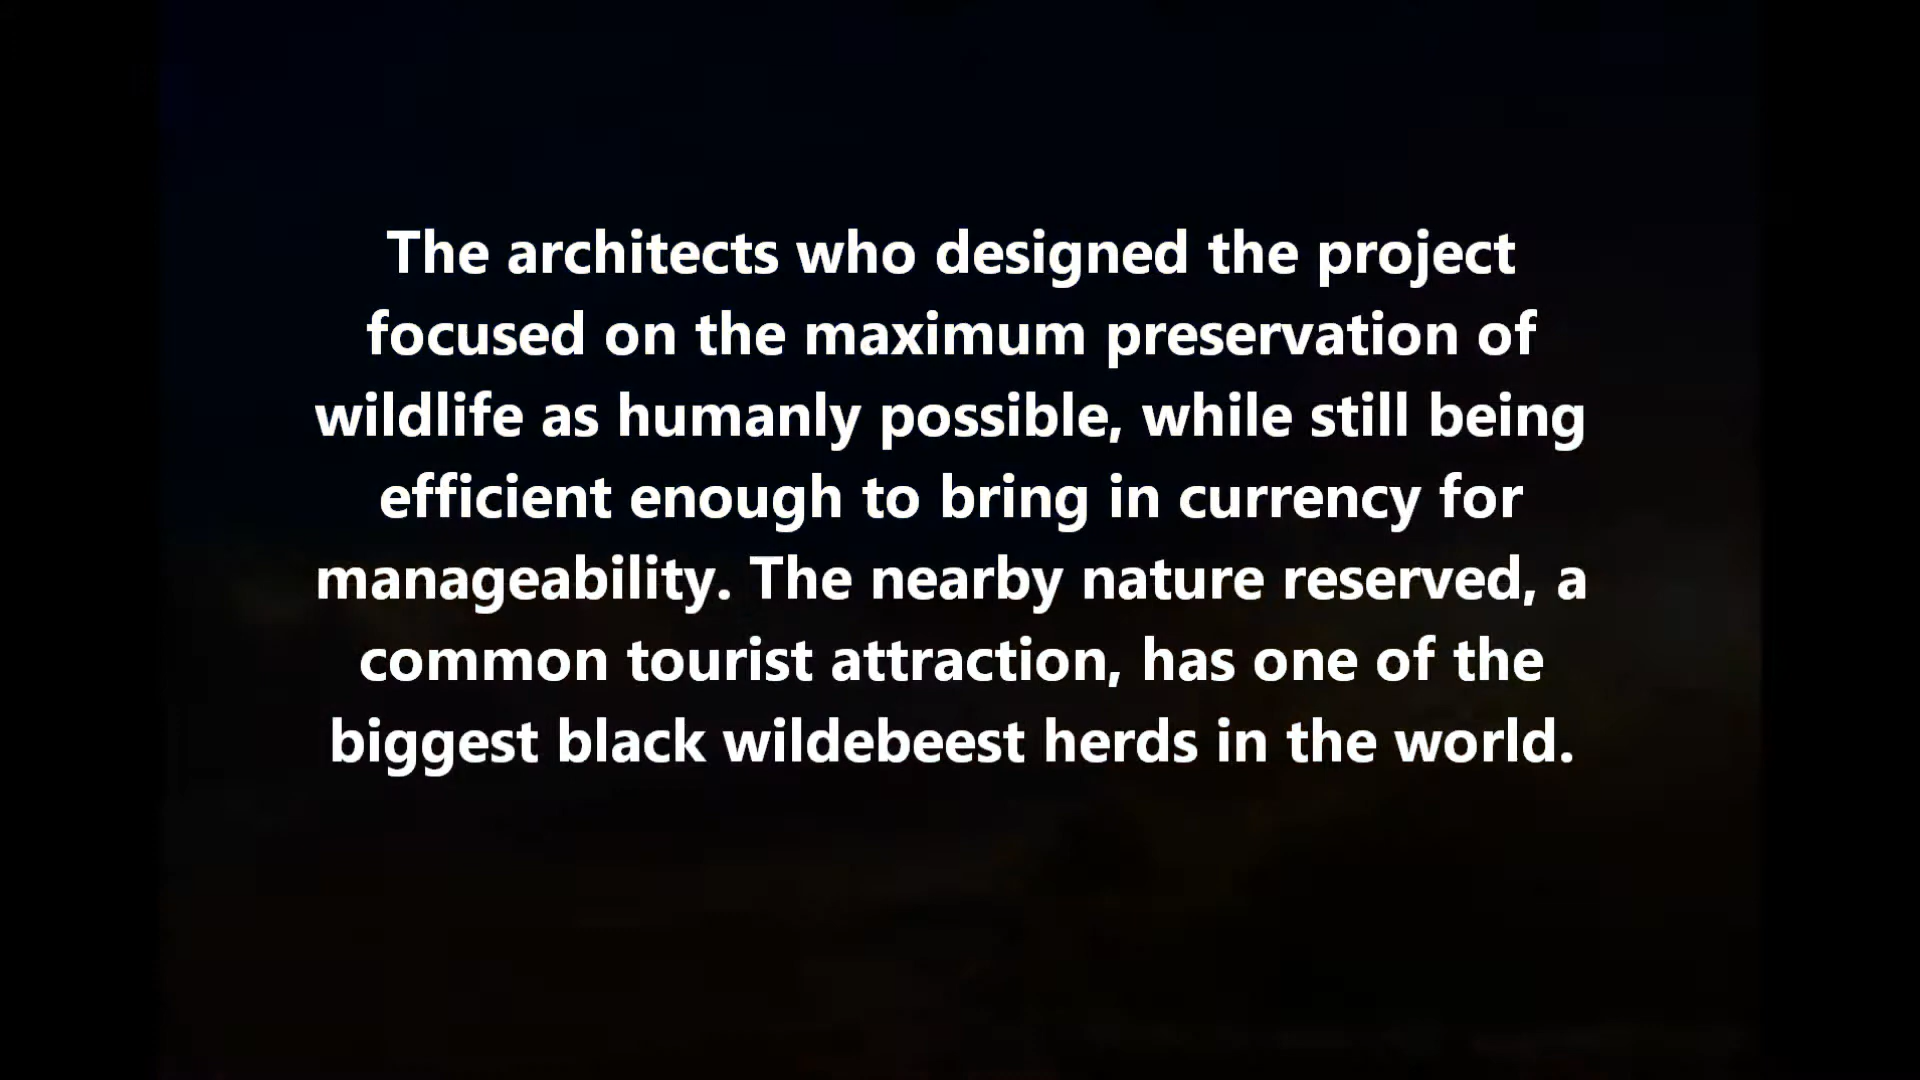 The architects who designed the project
focused on the maximum preservation of
wildlife as humanly possible, while still being
efficient enough to bring in currency for
manageability. The nearby nature reserved, a
common tourist attraction, has one of the
biggest black wildebeest herds in the world.